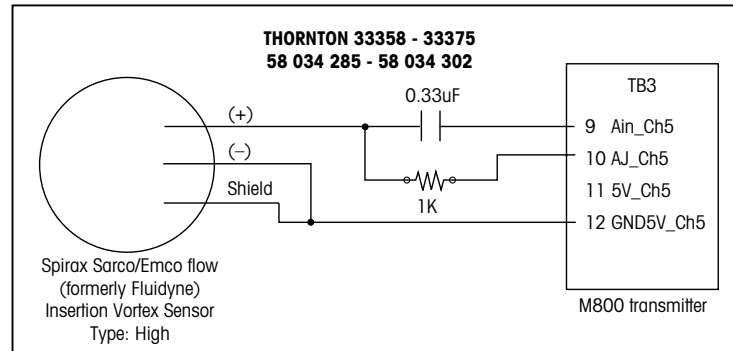 THORNTON 33358 - 33375
58 034 285 - 58 034 302
TB3
0.33uF
(+)
9 Ain_Ch5
(–)
10 AJ_Ch5
Shield
11 5V_Ch5
1K
12 GND5V_Ch5
Spirax Sarco/Emco flow
(formerly Fluidyne)
Insertion Vortex Sensor
Type: High
M800 transmitter